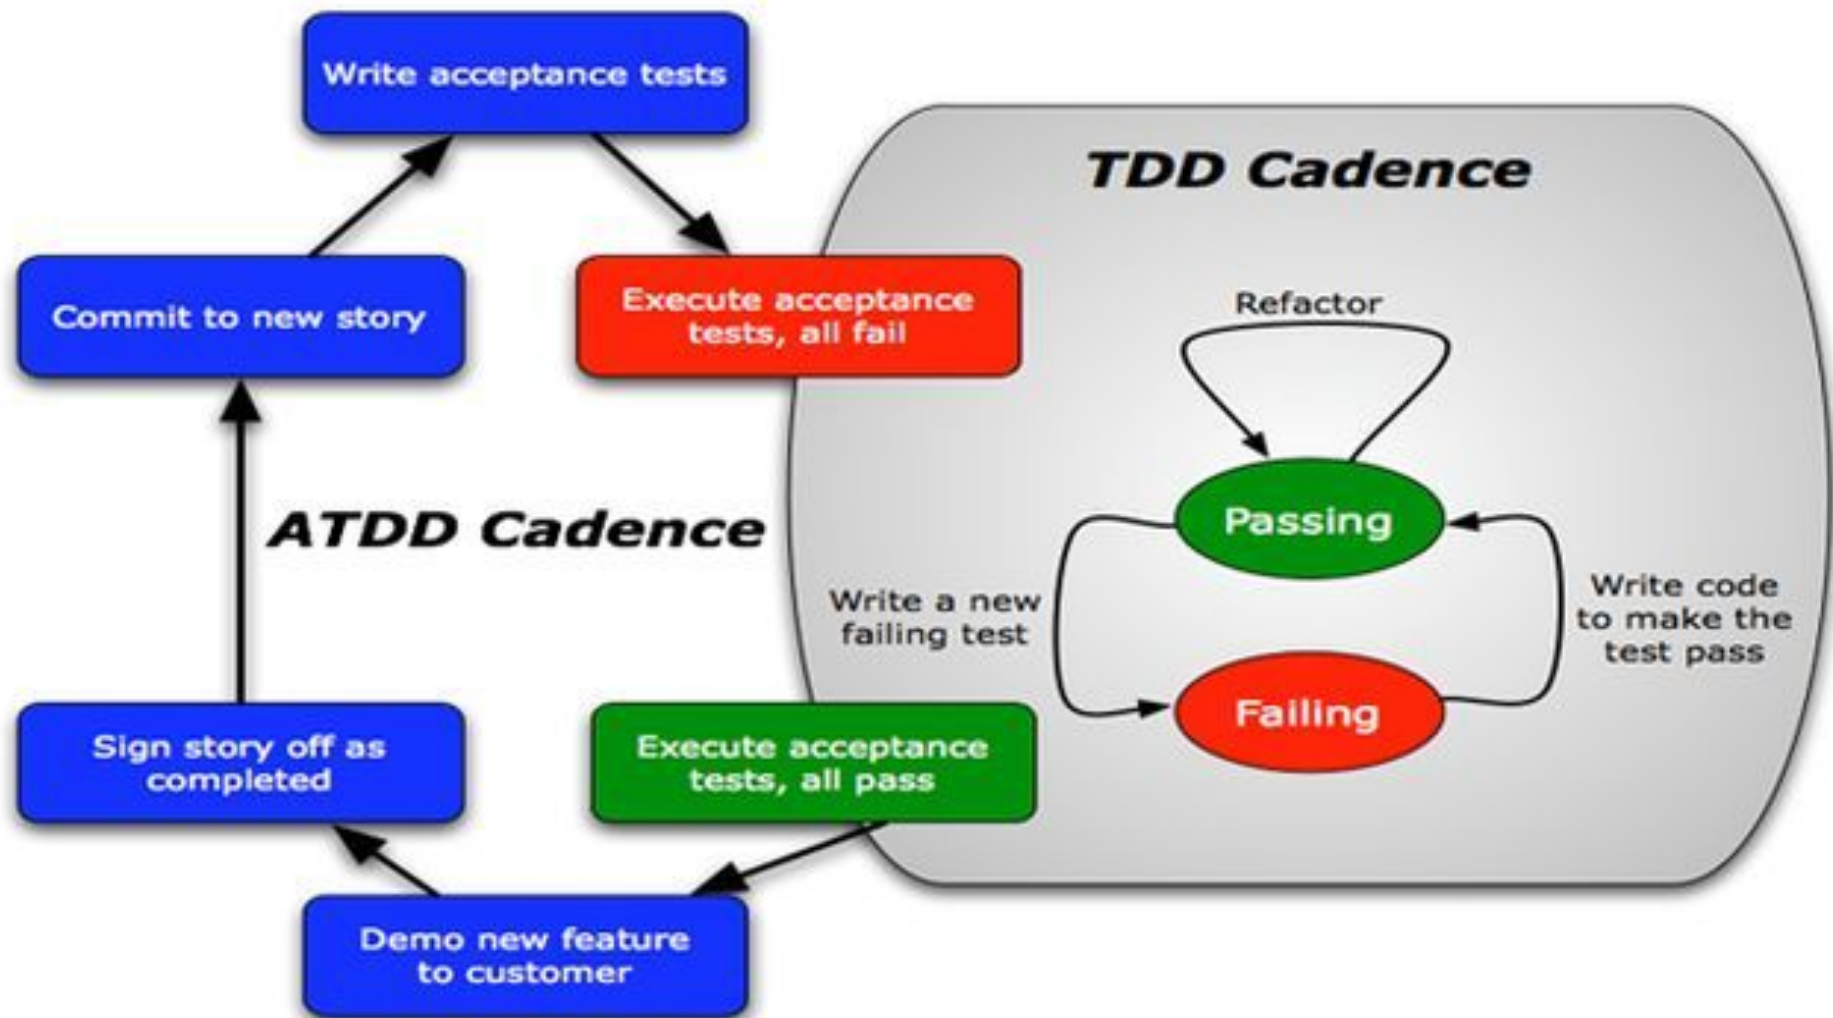 Write acceptance tests
TDD Cadence
Commit to new story
Execute acceptance
tests, all fail
Refactor
ATDD Cadence
Passing
Write a new
failing test
Write code
to make the
test pass
Failing
Sign story off as
completed
Execute acceptance
tests, all pass
Demo new feature
to customer